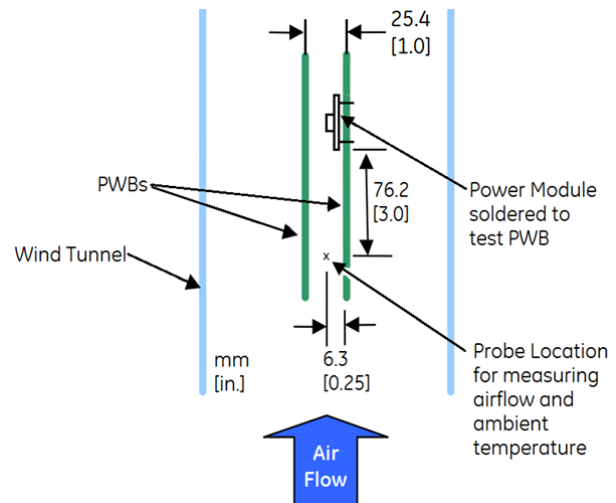 25.4
[1.0]
PWBs
76.2
[3.0]
Power Module
soldered to
test PWB
Wind Tunnel
x
mm
[in.]
6.3
[0.25]
Probe Location
for measuring
airflow and
ambient
temperature
Air
Flow